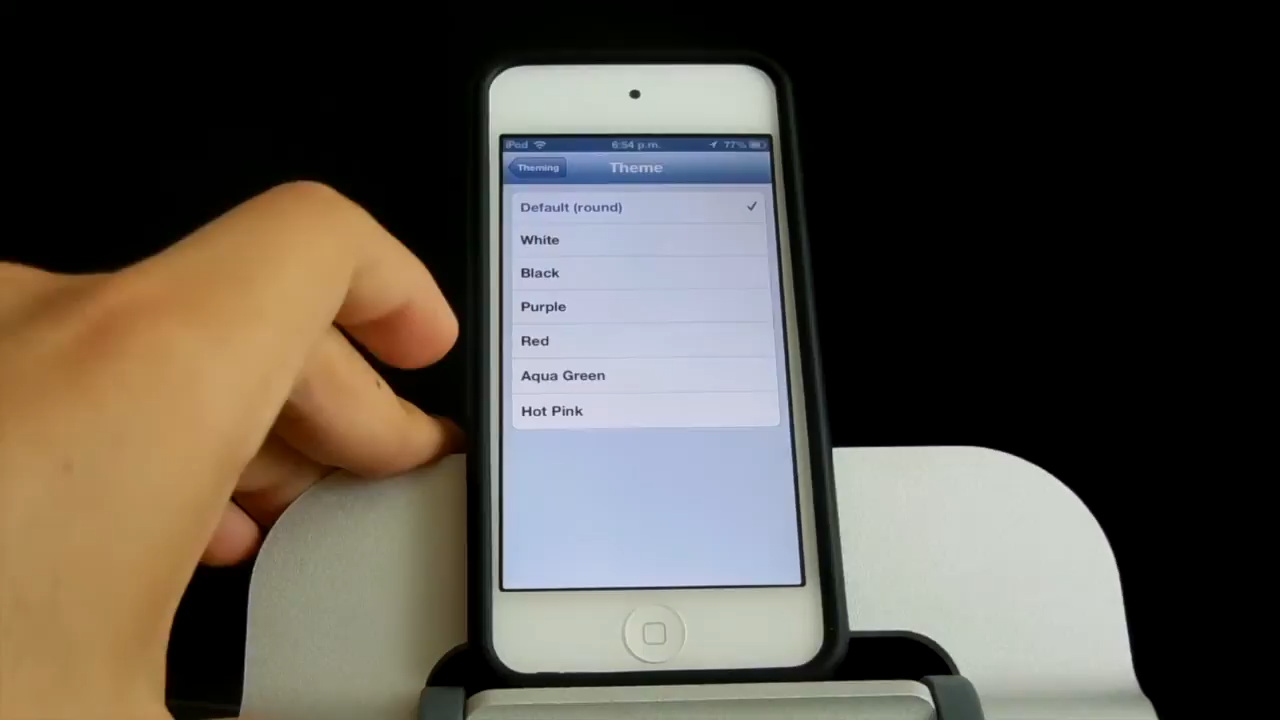 iPod 6:54 p.m. 77%
Theming Theme
Default (round)
White
Black
Purple
Red
Aqua Green
Hot Pink